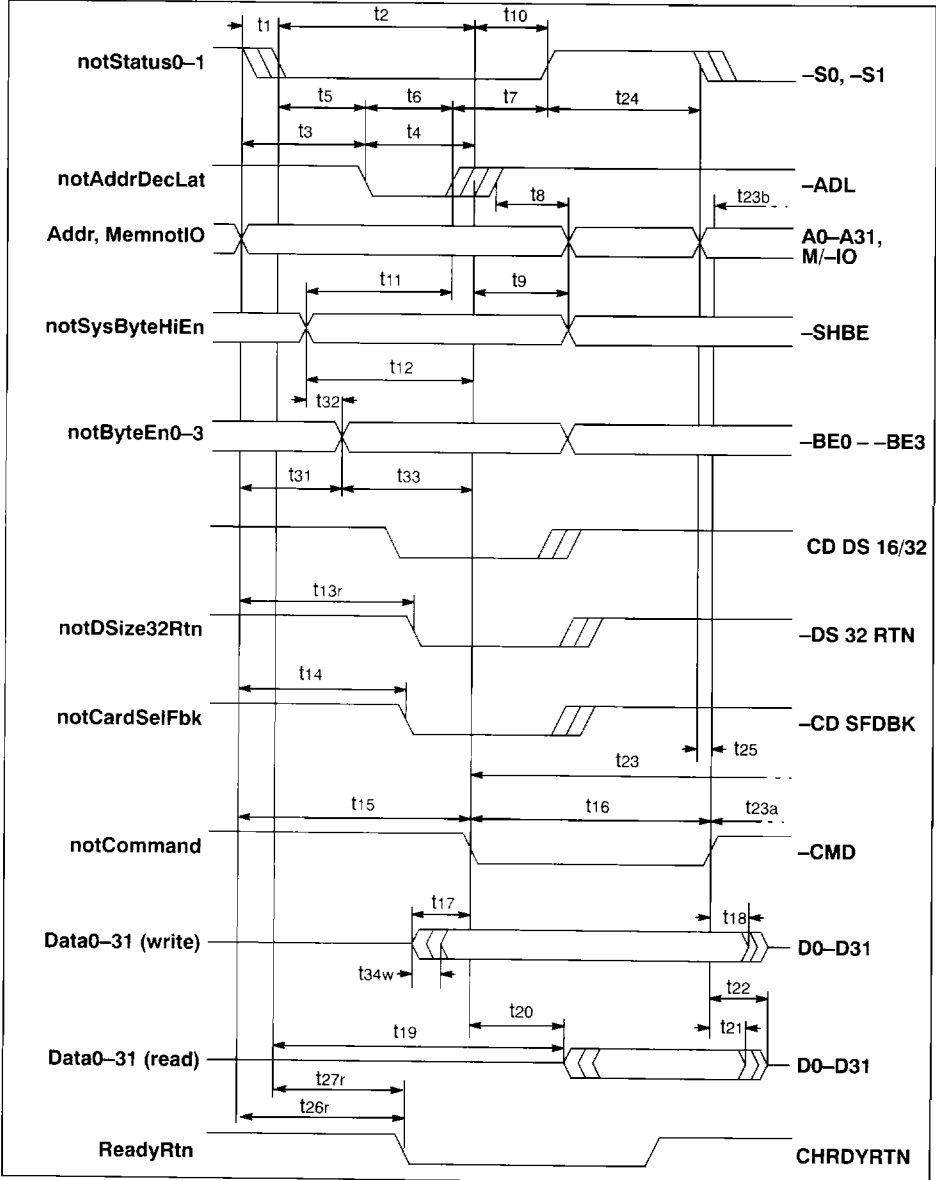 t1 t2 t10
notStatus0–1 –S0, –S1
t5 t6 t7 t24
t3 t4
notAddrDecLat –ADL
t8 t23b
Addr, MemnotIO A0–A31,
M/–IO
t11 t9
notSysByteHiEn –SHBE
t12
t32
notByteEn0–3 –BE0 – –BE3
t31 t33
CD DS 16/32
t13r
notDSize32Rtn –DS 32 RTN
t14
notCardSelFbk –CD SFDBK
t25
t23
t15 t16 t23a
notCommand –CMD
t17 t18
Data0–31 (write) D0–D31
t34w t22
t20 t21
t19
Data0–31 (read) D0–D31
t27r
t26r
ReadyRtn CHRDYRTN